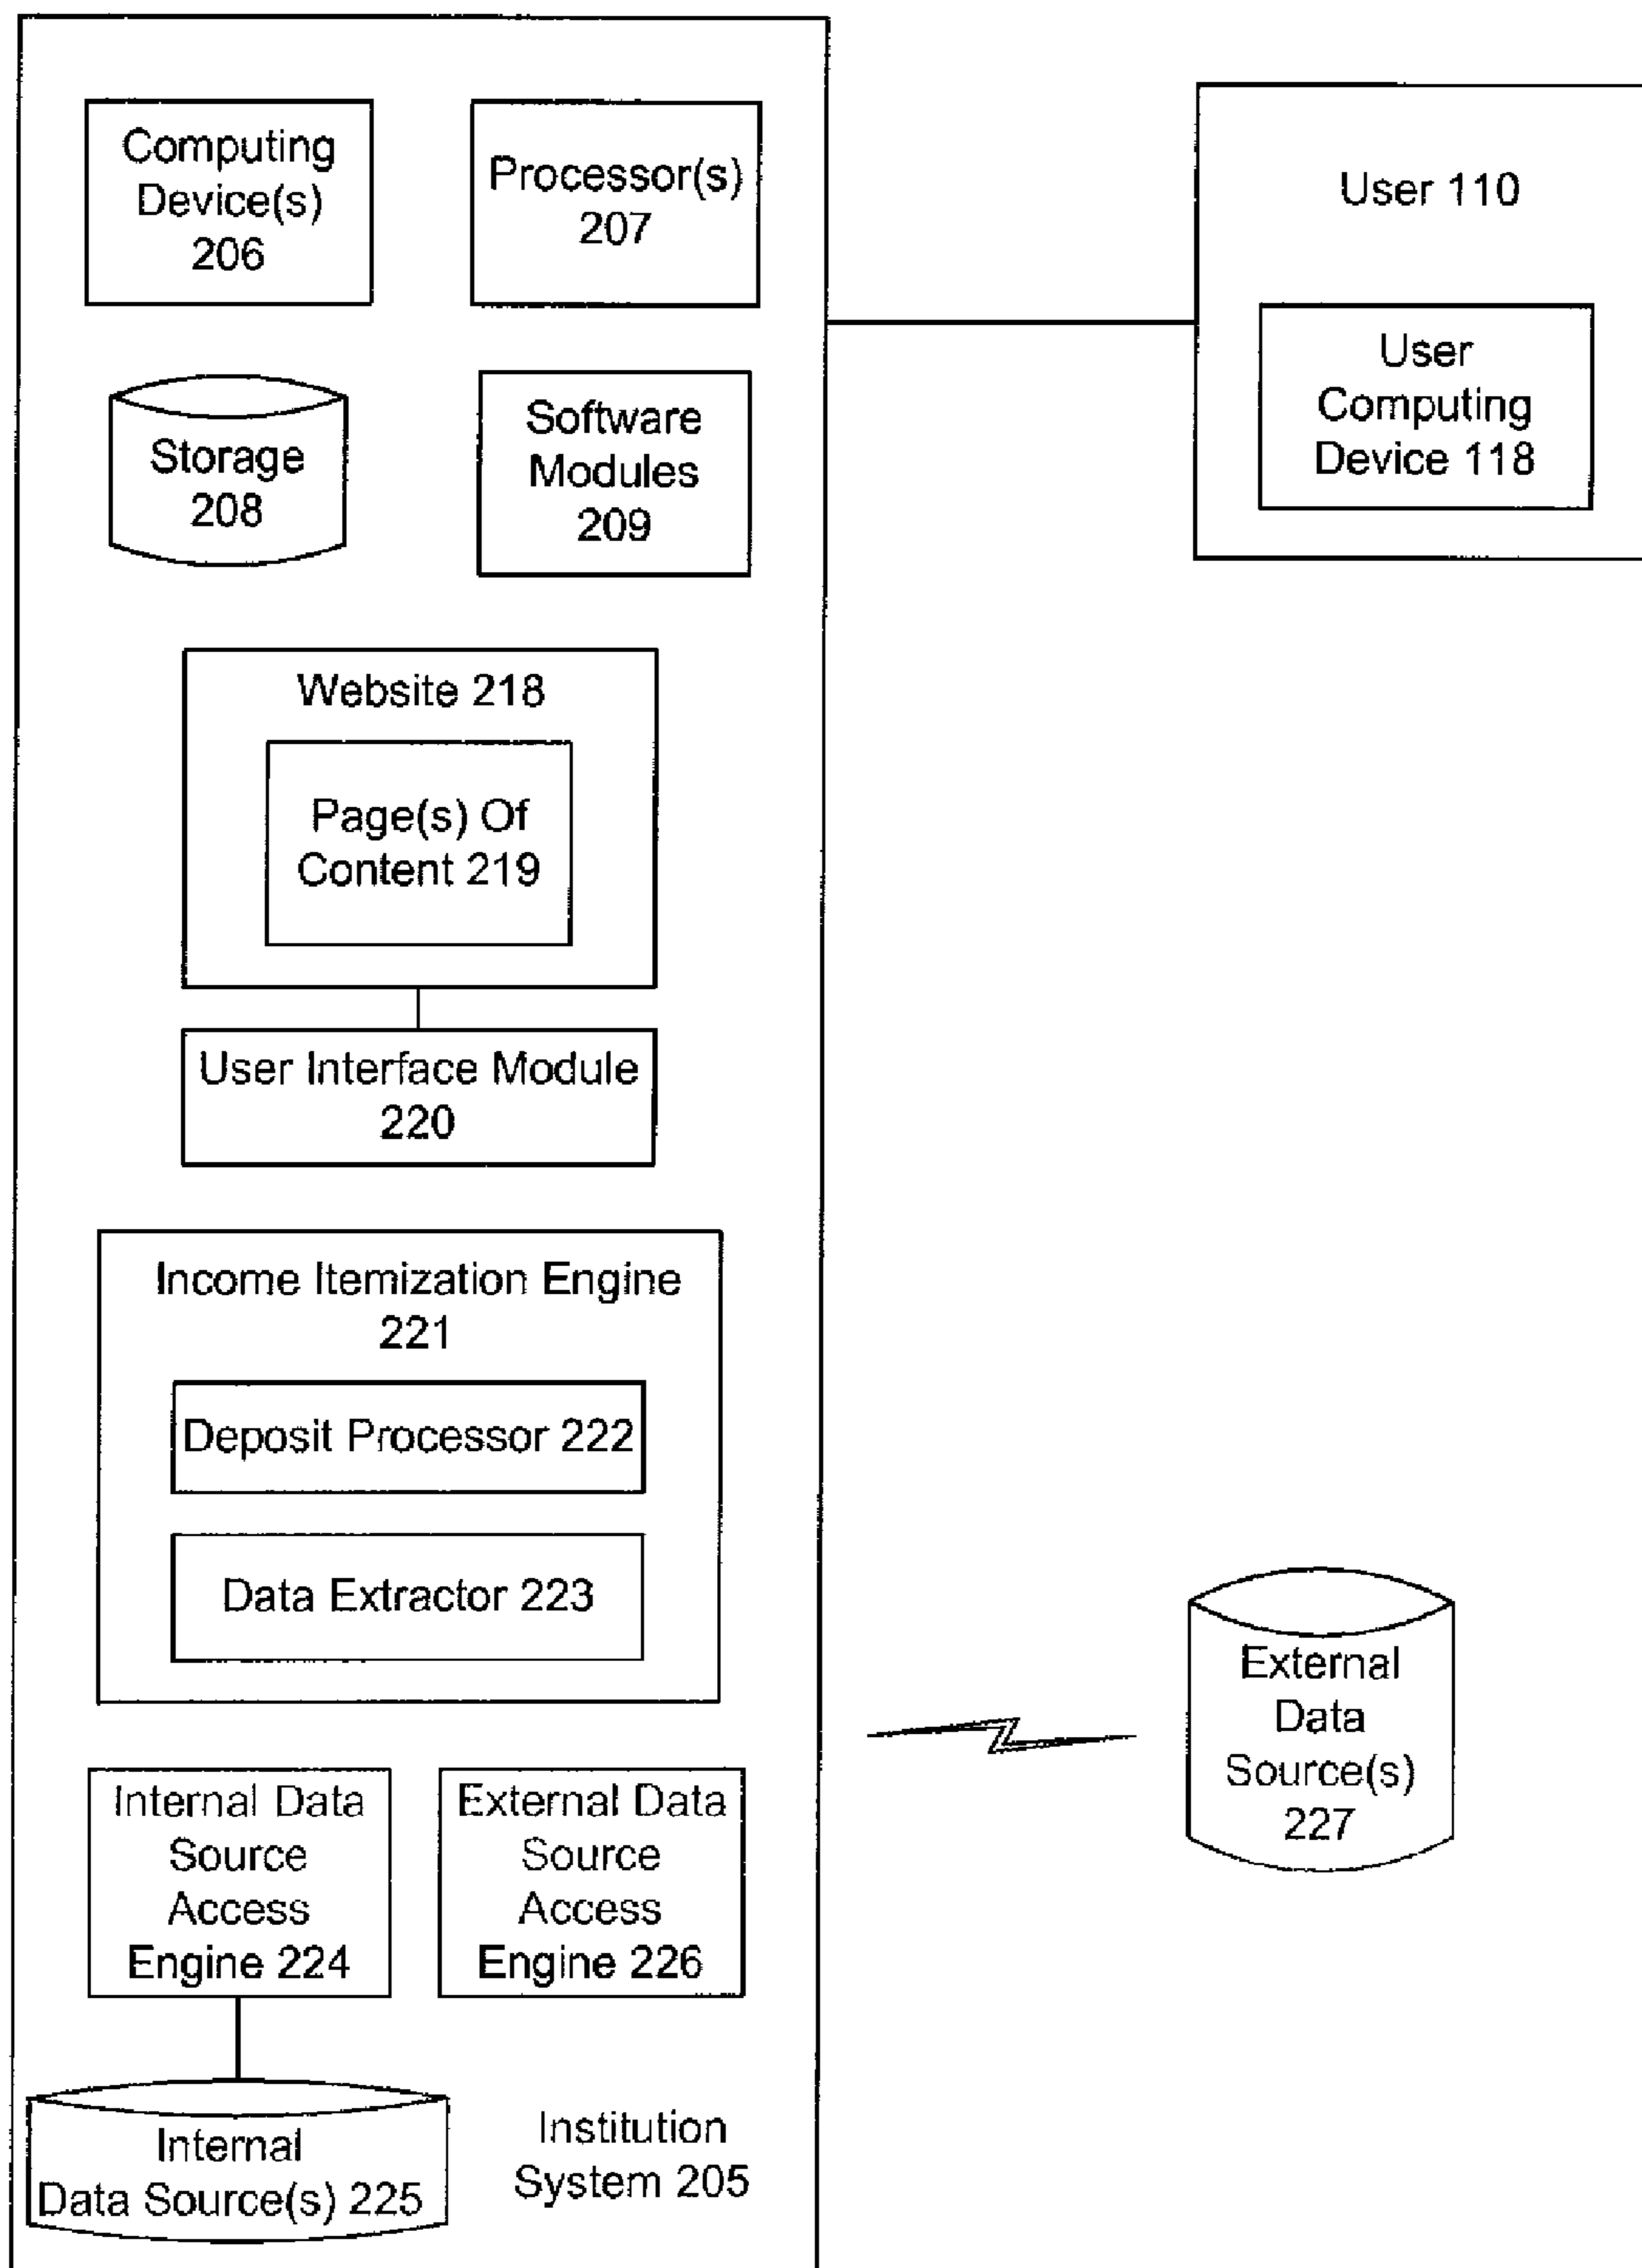 Computing
Device(s)
206
Processor(s)
207
Storage
208
Software
Modules
209
Website 218
Page(s) Of
Content 219
User Interface Module
220
Income Itemization Engine
221
Deposit Processor 222
Data Extractor 223
Internal Data
Source
Access
Engine 224
External Data
Source
Access
Engine 226
Internal
Data Source(s) 225
Institution
System 205
User 110
User
Computing
Device 118
External
Data
Source(s)
227